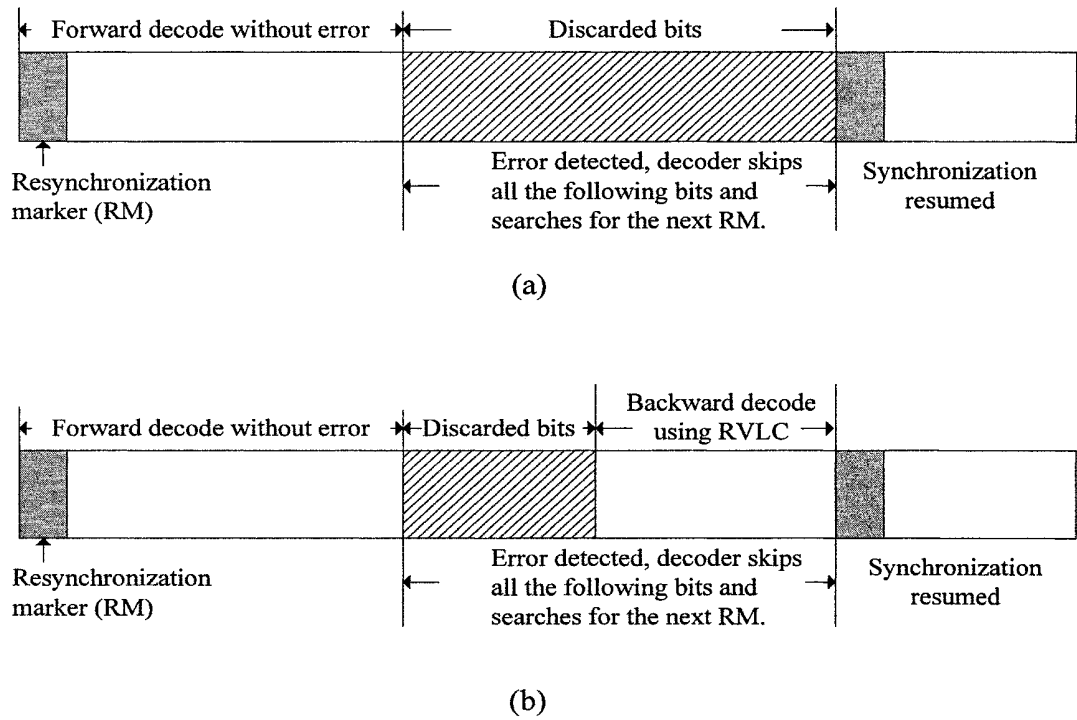 Forward decode without error
Discarded bits
Resynchronization
marker (RM)
Error detected, decoder skips
all the following bits and
searches for the next RM.
Synchronization
resumed
(a)
Forward decode without error
Discarded bits
Backward decode
using RVLC
Resynchronization
marker (RM)
Error detected, decoder skips
all the following bits and
searches for the next RM.
Synchronization
resumed
(b)